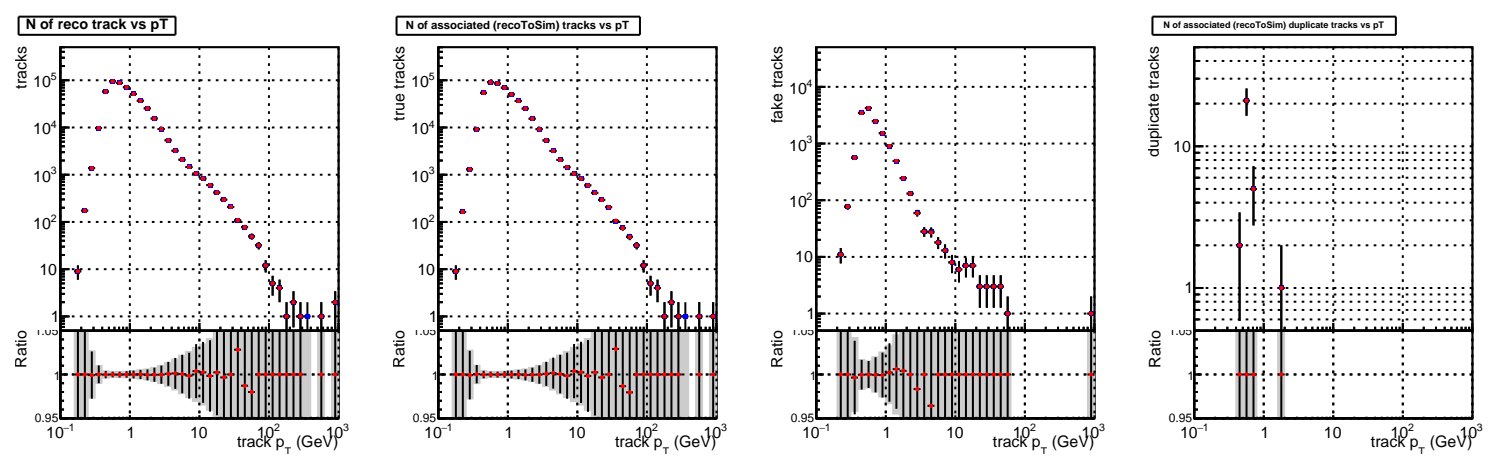 N of reco track vs pT
tracks
10^5
10^4
10^3
10^2
10
1
Ratio
1.05
1
0.95
10^−1 1 10 10^2 10^3
track p_T (GeV)
N of associated (recoToSim) tracks vs pT
true tracks
10^5
10^4
10^3
10^2
10
1
Ratio
1.05
1
0.95
10^−1 1 10 10^2 10^3
track p_T (GeV)
fake tracks
10^4
10^3
10^2
10
1
Ratio
1.05
1
0.95
10^−1 1 10 10^2 10^3
track p_T (GeV)
N of associated (recoToSim) duplicate tracks vs pT
duplicate tracks
10
1
Ratio
1.05
1
0.95
10^−1 1 10 10^2 10^3
track p_T (GeV)